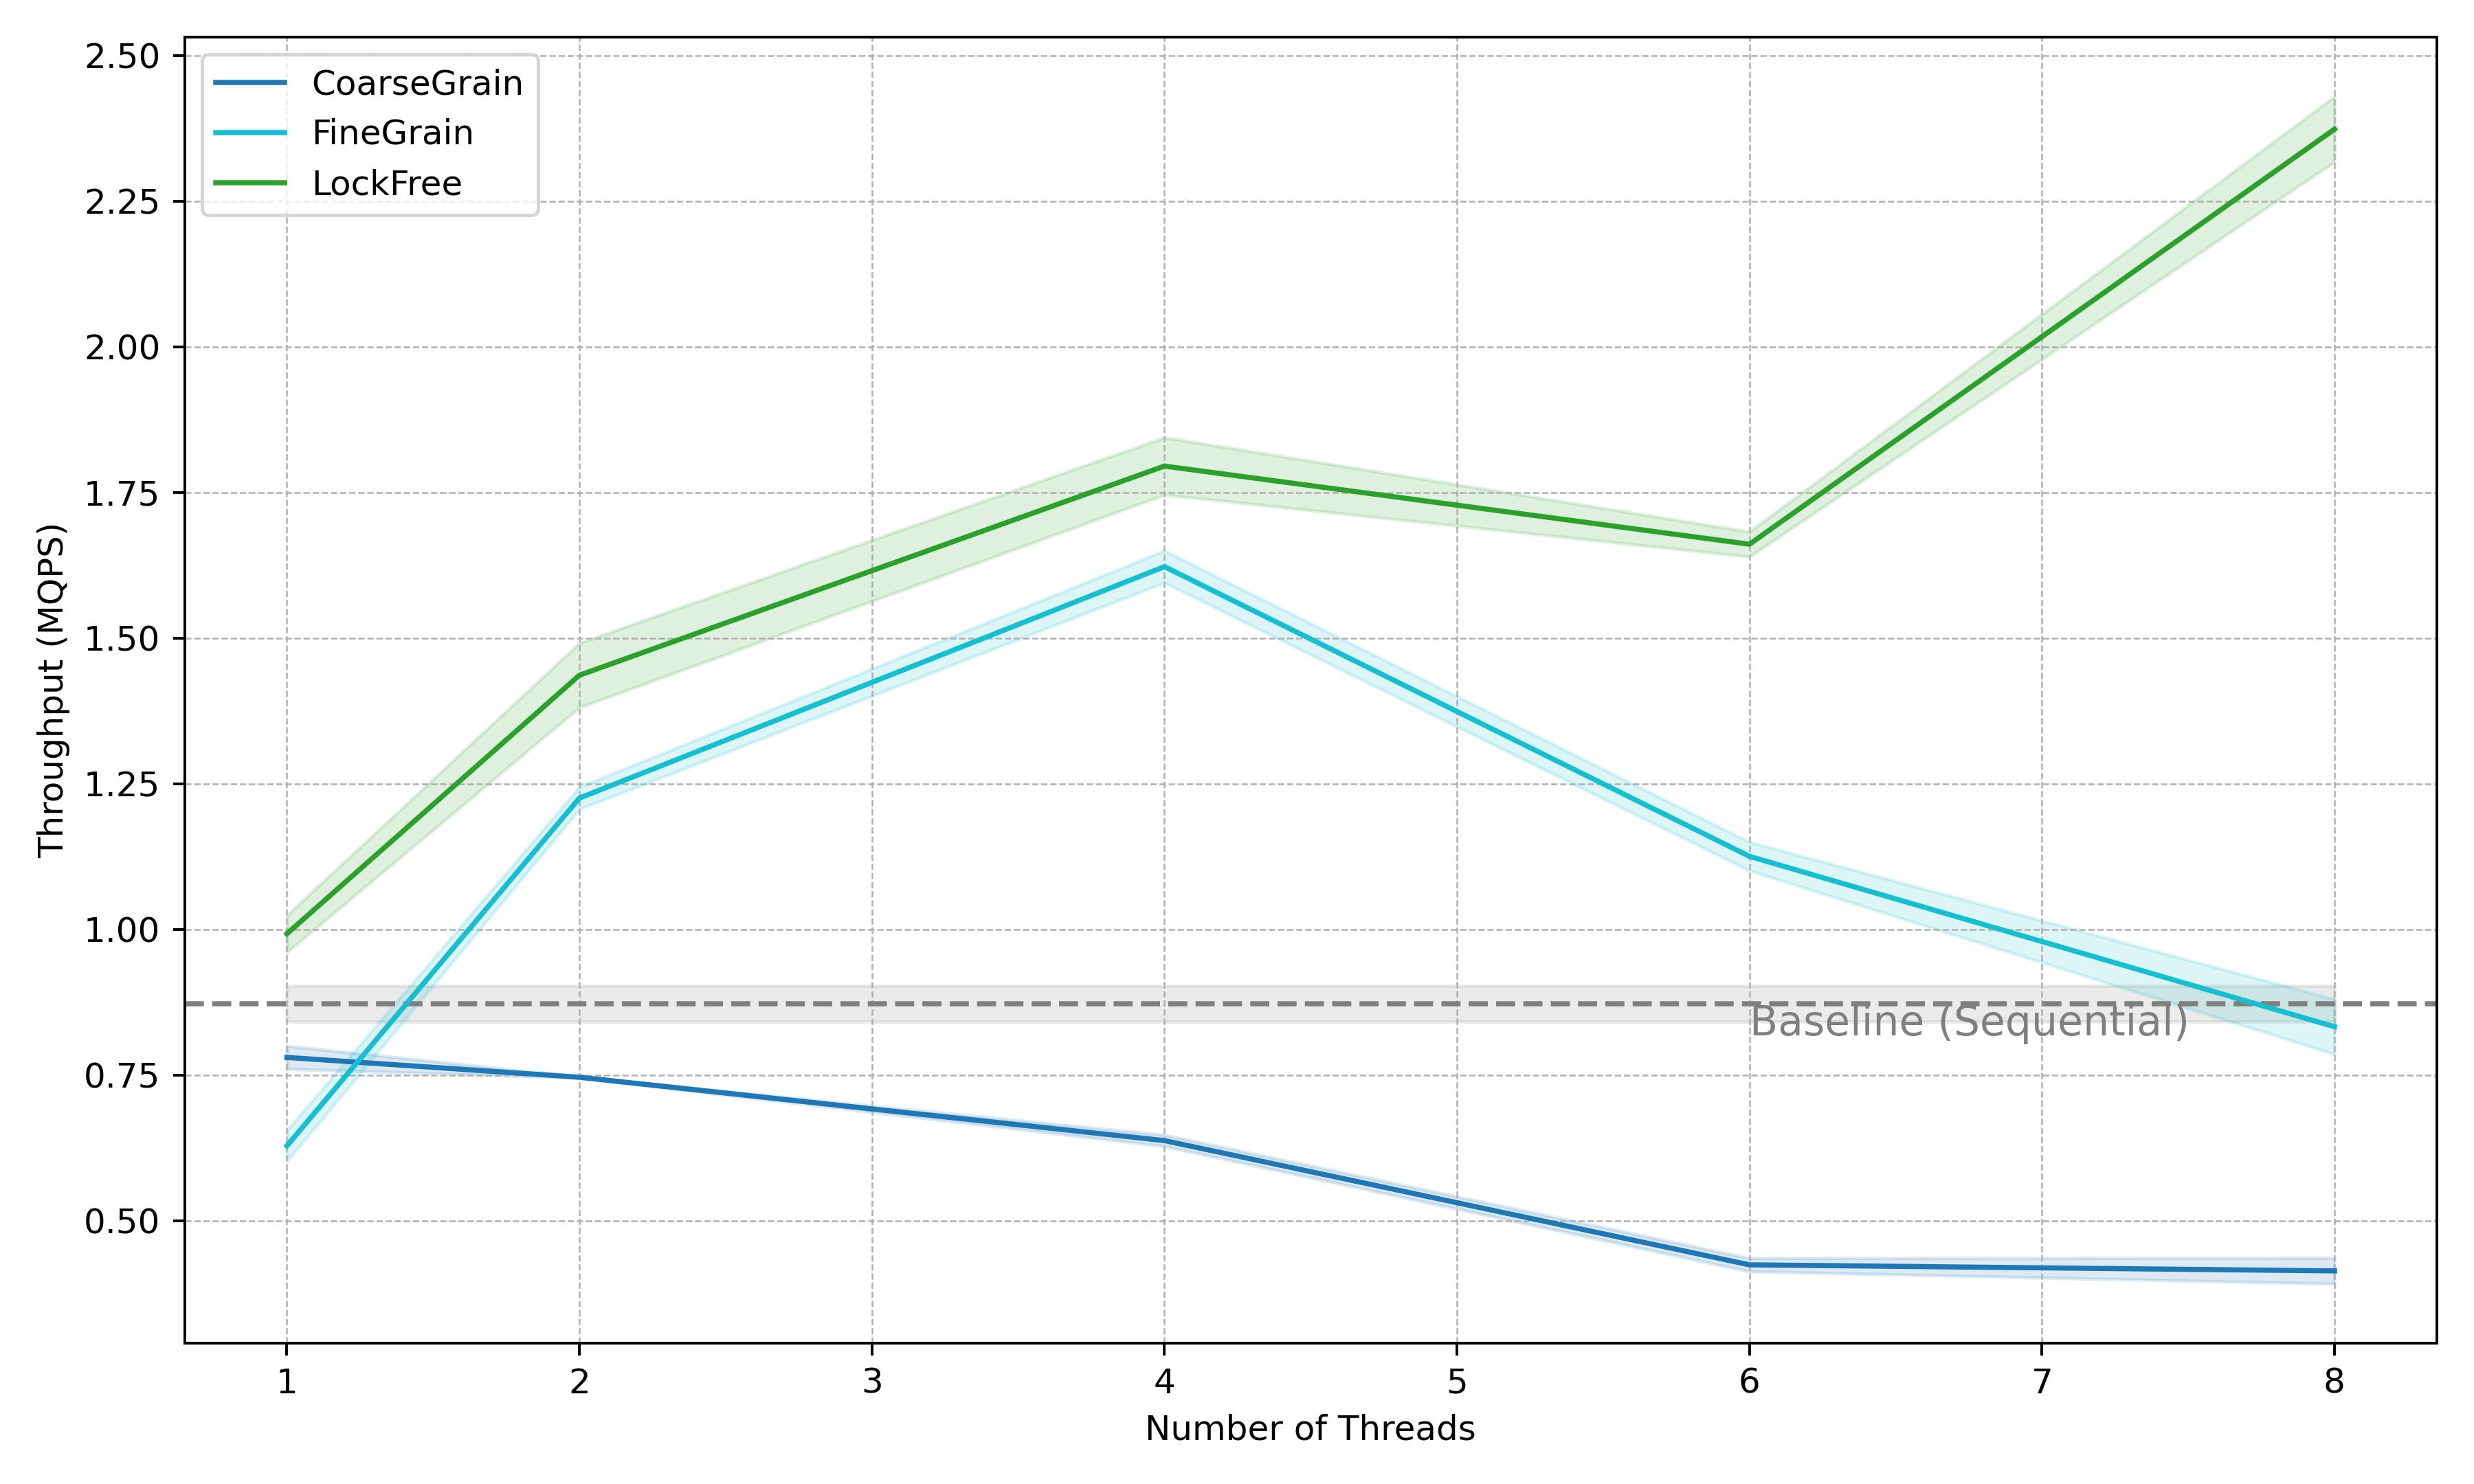 CoarseGrain
FineGrain
LockFree
2.50
2.25
2.00
1.75
1.50
1.25
1.00
0.75
0.50
Throughput (MQPS)
Baseline (Sequential)
1 2 3 4 5 6 7 8
Number of Threads